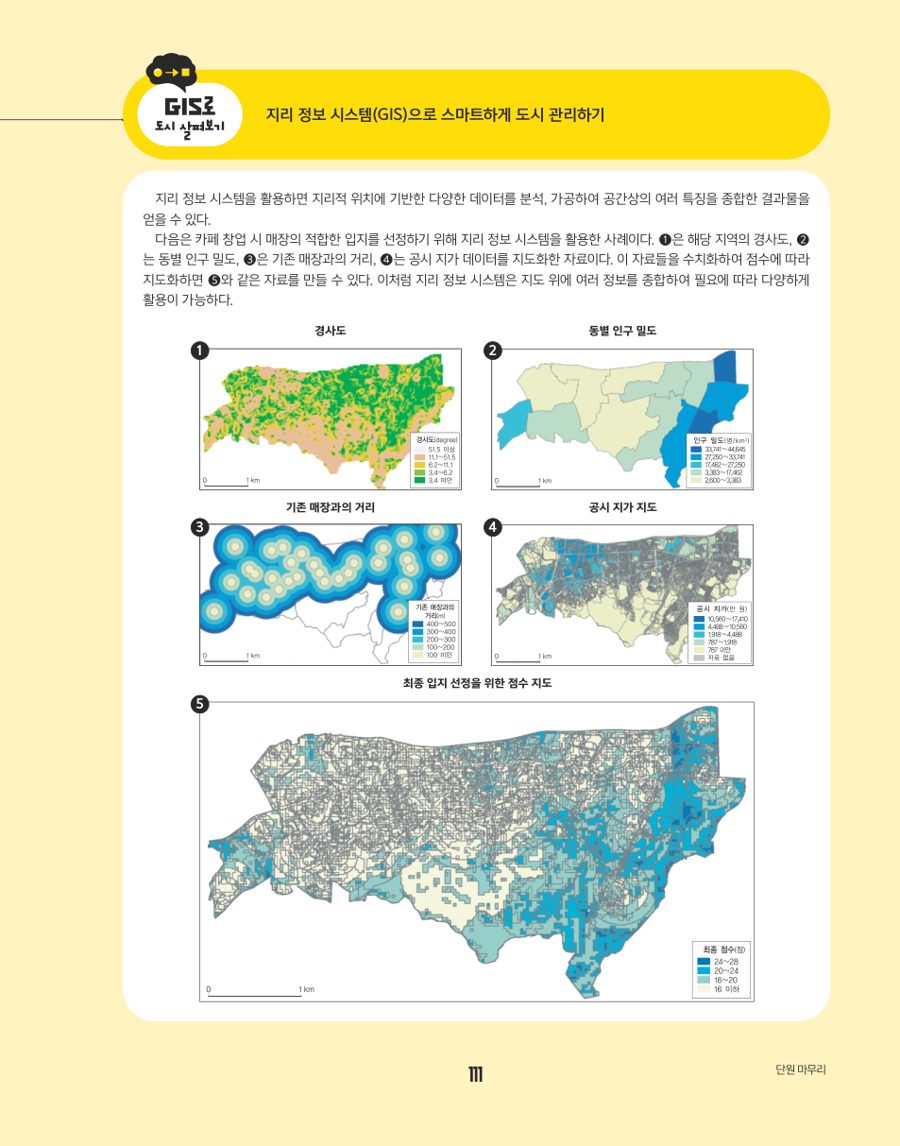 GIS로
도시 살펴보기
지리 정보 시스템(GIS)으로 스마트하게 도시 관리하기
지리 정보 시스템을 활용하면 지리적 위치에 기반한 다양한 데이터를 분석, 가공하여 공간상의 여러 특징을 종합한 결과물을
얻을 수 있다.
다음은 카페 창업 시 매장의 적합한 입지를 선정하기 위해 지리 정보 시스템을 활용한 사례이다. ❶은 해당 지역의 경사도, ❷
는 동별 인구 밀도, ❸은 기존 매장과의 거리, ❹는 공시 지가 데이터를 지도화한 자료이다. 이 자료들을 수치화하여 점수에 따라
지도화하면 ❺와 같은 자료를 만들 수 있다. 이처럼 지리 정보 시스템은 지도 위에 여러 정보를 종합하여 필요에 따라 다양하게
활용이 가능하다.
경사도
❶
경사도(degree)
51.5 이상
11.1~51.5
6.2~11.1
3.4~6.2
3.4 미만
0 1 km
동별 인구 밀도
❷
인구 밀도(명/km²)
33,741~44,645
27,250~33,741
17,462~27,250
3,383~17,462
2,600~3,383
0 1 km
기존 매장과의 거리
❸
기존 매장과의
거리(m)
400~500
300~400
200~300
100~200
100 미만
0 1 km
공시 지가 지도
❹
공시 지가(만 원)
10,560~17,410
4,488~10,560
1,918~4,488
787~1,918
787 미만
자료 없음
0 1 km
최종 입지 선정을 위한 점수 지도
❺
최종 점수(점)
24~28
20~24
16~20
16 이하
0 1 km
111
단원 마무리